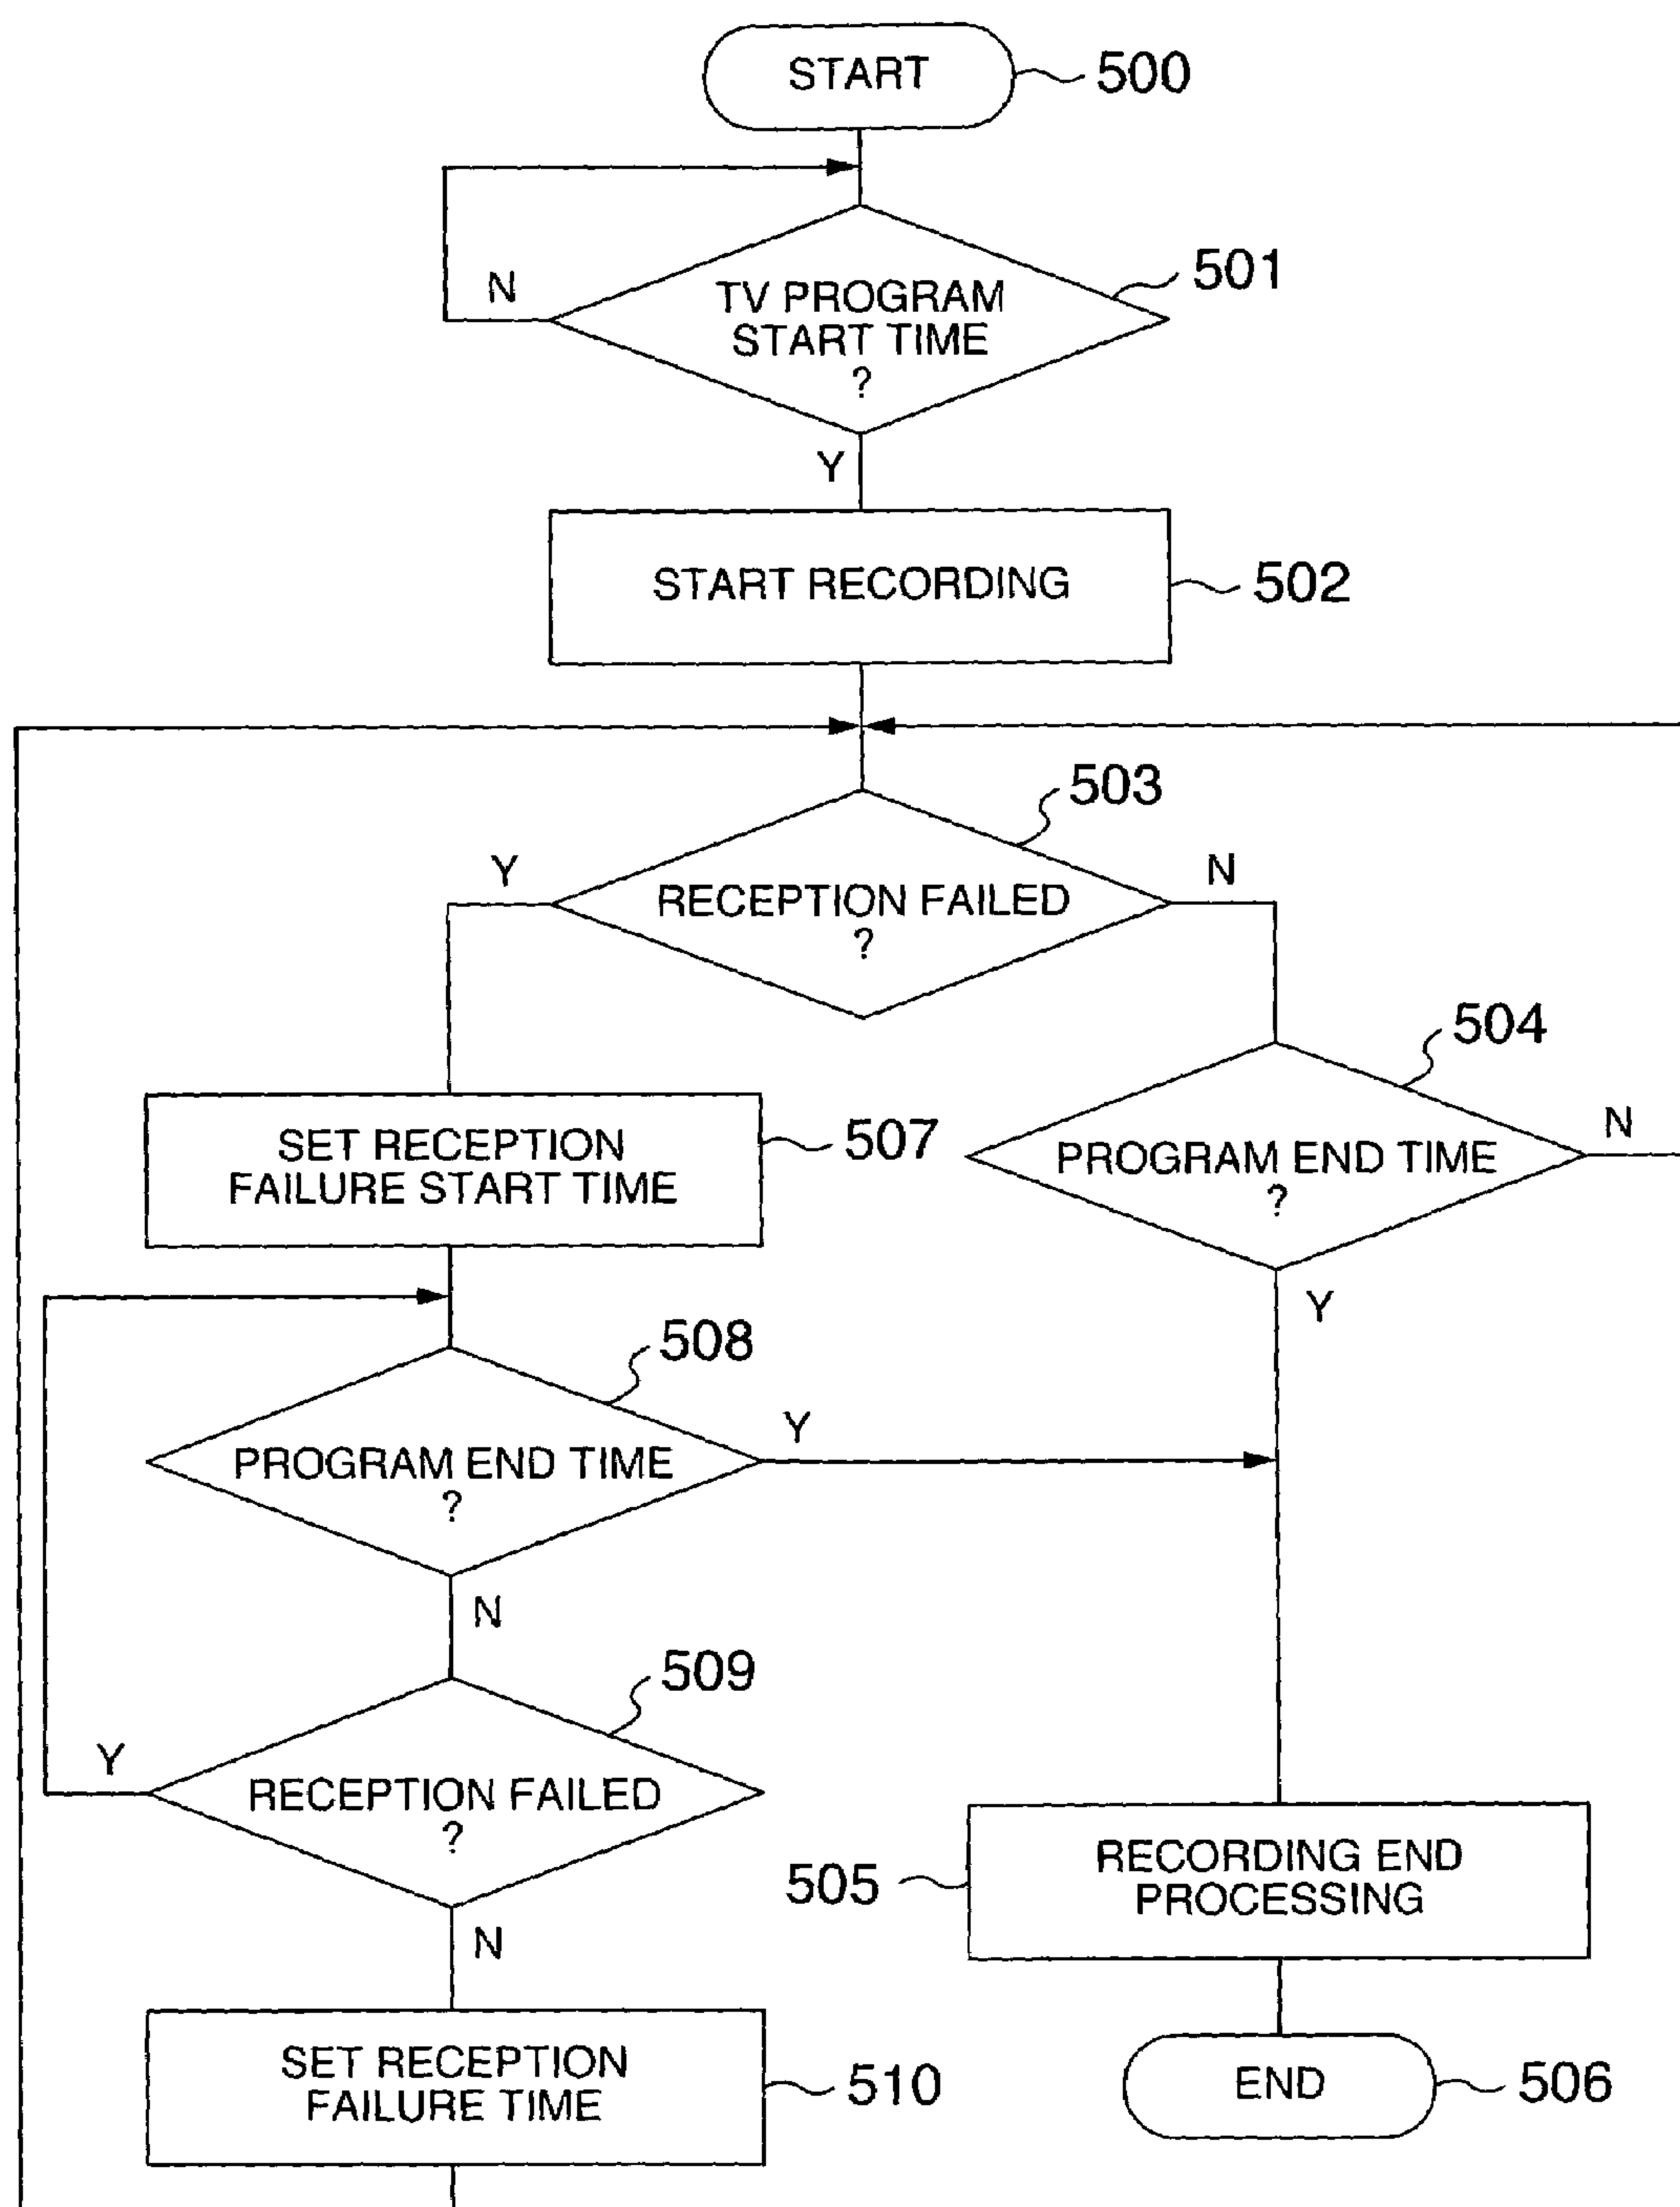 START
500
N
TV PROGRAM
START TIME
?
501
Y
START RECORDING
502
503
Y
RECEPTION FAILED
?
N
504
SET RECEPTION
FAILURE START TIME
507
PROGRAM END TIME
?
N
Y
508
PROGRAM END TIME
?
Y
N
509
Y
RECEPTION FAILED
?
N
505
RECORDING END
PROCESSING
SET RECEPTION
FAILURE TIME
510
END
506